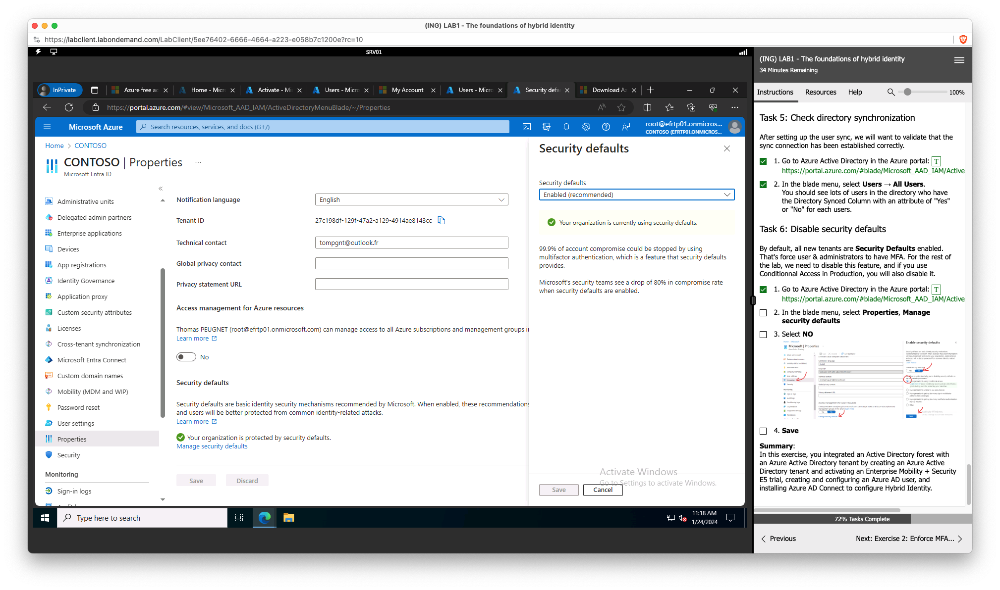 (ING) LAB1 - The foundations of hybrid identity
https://labclient.labondemand.com/LabClient/5ee76402-6666-4664-a223-e058b7c1200e?rc=10
SRV01
InPrivate
Azure free ac
Home - Micr
Activate - Mi
Users - Micro
My Account
Users - Micro
Security defa
Download Az
https://portal.azure.com/#view/Microsoft_AAD_IAM/ActiveDirectoryMenuBlade/~/Properties
Microsoft Azure
Search resources, services, and docs (G+/)
root@efrtp01.onmicros...
CONTOSO (EFRTP01.ONMICROS...
Home > CONTOSO
CONTOSO | Properties ...
Microsoft Entra ID
Administrative units
Delegated admin partners
Enterprise applications
Devices
App registrations
Identity Governance
Application proxy
Custom security attributes
Licenses
Cross-tenant synchronization
Microsoft Entra Connect
Custom domain names
Mobility (MDM and WIP)
Password reset
User settings
Properties
Security
Monitoring
Sign-in logs
Notification language
English
Tenant ID
27c198df-129f-47a2-a129-4914ae8143cc
Technical contact
tompgnt@outlook.fr
Global privacy contact
Privacy statement URL
Access management for Azure resources
Thomas PEUGNET (root@efrtp01.onmicrosoft.com) can manage access to all Azure subscriptions and management groups in
Learn more
No
Security defaults
Security defaults are basic identity security mechanisms recommended by Microsoft. When enabled, these recommendations
and users will be better protected from common identity-related attacks.
Learn more
Your organization is protected by security defaults.
Manage security defaults
Save
Discard
Security defaults
Security defaults
Enabled (recommended)
Your organization is currently using security defaults.
99.9% of account compromise could be stopped by using
multifactor authentication, which is a feature that security defaults
provides.
Microsoft's security teams see a drop of 80% in compromise rate
when security defaults are enabled.
Activate Windows
Go to Settings to activate Windows.
Save
Cancel
Type here to search
11:18 AM
1/24/2024
(ING) LAB1 - The foundations of hybrid identity
34 Minutes Remaining
Instructions
Resources
Help
100%
Task 5: Check directory synchronization
After setting up the user sync, we will want to validate that the
sync connection has been established correctly.
1. Go to Azure Active Directory in the Azure portal: T
https://portal.azure.com/#blade/Microsoft_AAD_IAM/Active
2. In the blade menu, select Users → All Users.
You should see lots of users in the directory who have
the Directory Synced Column with an attribute of "Yes"
or "No" for each users.
Task 6: Disable security defaults
By default, all new tenants are Security Defaults enabled.
That's force user & administrators to have MFA. For the rest of
the lab, we need to disable this feature, and if you use
Conditionnal Access in Production, you will also disable it.
1. Go to Azure Active Directory in the Azure portal: T
https://portal.azure.com/#blade/Microsoft_AAD_IAM/Active
2. In the blade menu, select Properties, Manage
security defaults
3. Select NO
Microsoft | Properties
Enable security defaults
4. Save
Summary:
In this exercise, you integrated an Active Directory forest with
an Azure Active Directory tenant by creating an Azure Active
Directory tenant and activating an Enterprise Mobility + Security
E5 trial, creating and configuring an Azure AD user, and
installing Azure AD Connect to configure Hybrid Identity.
72% Tasks Complete
Previous
Next: Exercise 2: Enforce MFA...